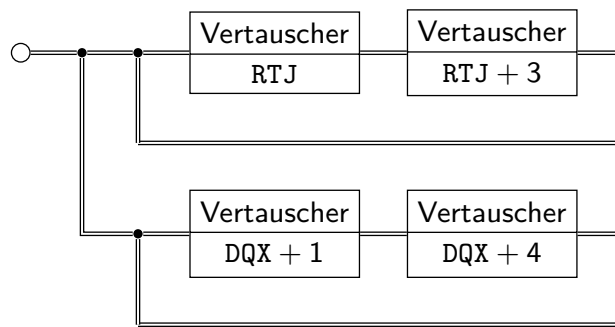 Vertauscher
RTJ
Vertauscher
RTJ + 3
Vertauscher
DQX + 1
Vertauscher
DQX + 4